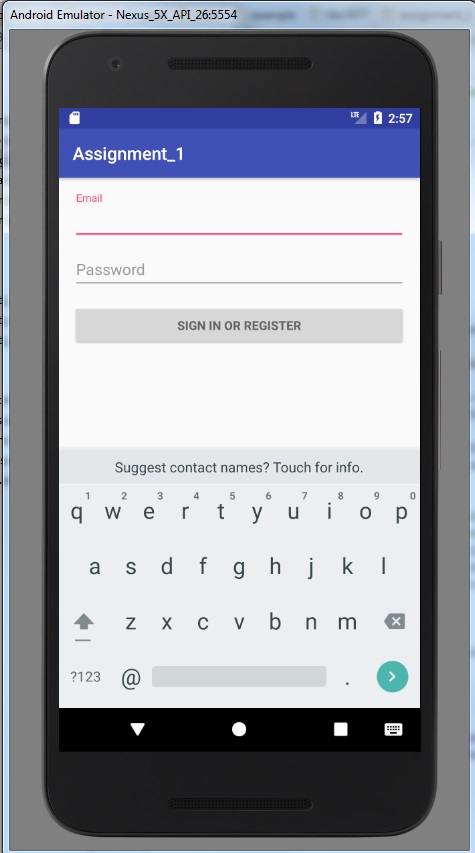 Android Emulator - Nexus_5X_API_26:5554
LTE 2:57
Assignment_1
Email
Password
SIGN IN OR REGISTER
Suggest contact names? Touch for info.
1 2 3 4 5 6 7 8 9 0
q w e r t y u i o p
a s d f g h j k l
z x c v b n m
?123 @ .